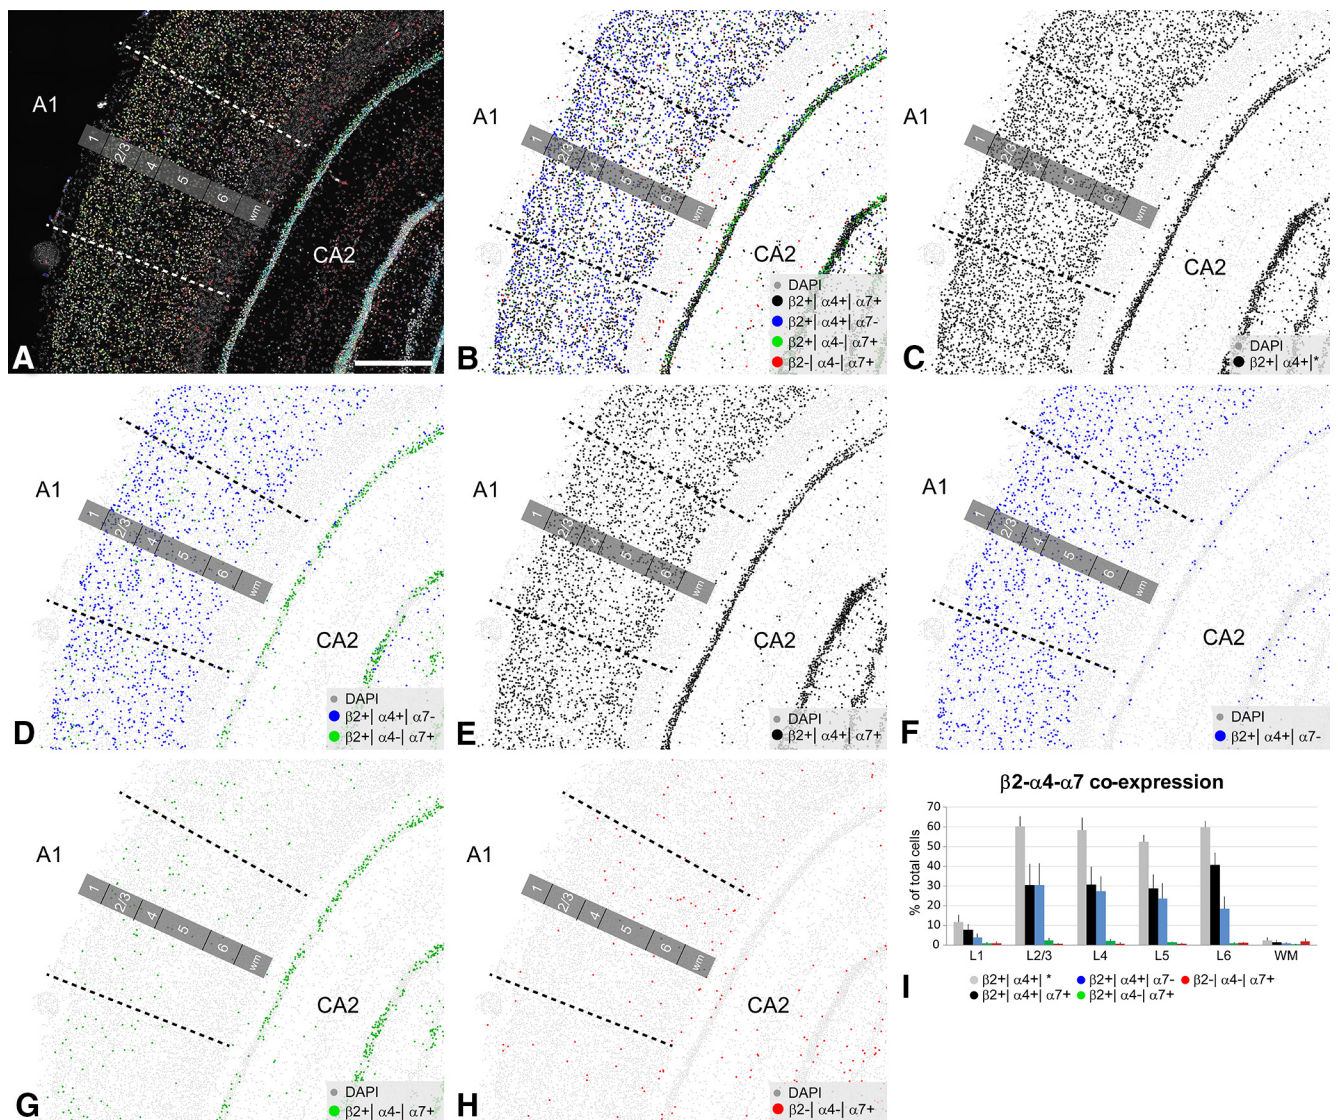 A1
1
2/3
4
5
6
wm
CA2
A
A1
1
2/3
4
5
6
wm
CA2
DAPI
β2+| α4+| α7+
β2+| α4+| α7-
β2+| α4-| α7+
β2-| α4-| α7+
B
A1
1
2/3
4
5
6
wm
CA2
DAPI
β2+| α4+|*
C
A1
1
2/3
4
5
6
wm
CA2
DAPI
β2+| α4+| α7-
β2+| α4-| α7+
D
A1
1
2/3
4
5
6
wm
CA2
DAPI
β2+| α4+| α7+
E
A1
1
2/3
4
5
6
wm
CA2
DAPI
β2+| α4+| α7-
F
A1
1
2/3
4
5
6
wm
CA2
DAPI
β2+| α4-| α7+
G
A1
1
2/3
4
5
6
wm
CA2
DAPI
β2-| α4-| α7+
H
β2-α4-α7 co-expression
% of total cells
70
60
50
40
30
20
10
0
L1 L2/3 L4 L5 L6 WM
β2+| α4+| * β2+| α4+| α7- β2-| α4-| α7+
β2+| α4+| α7+ β2+| α4-| α7+
I